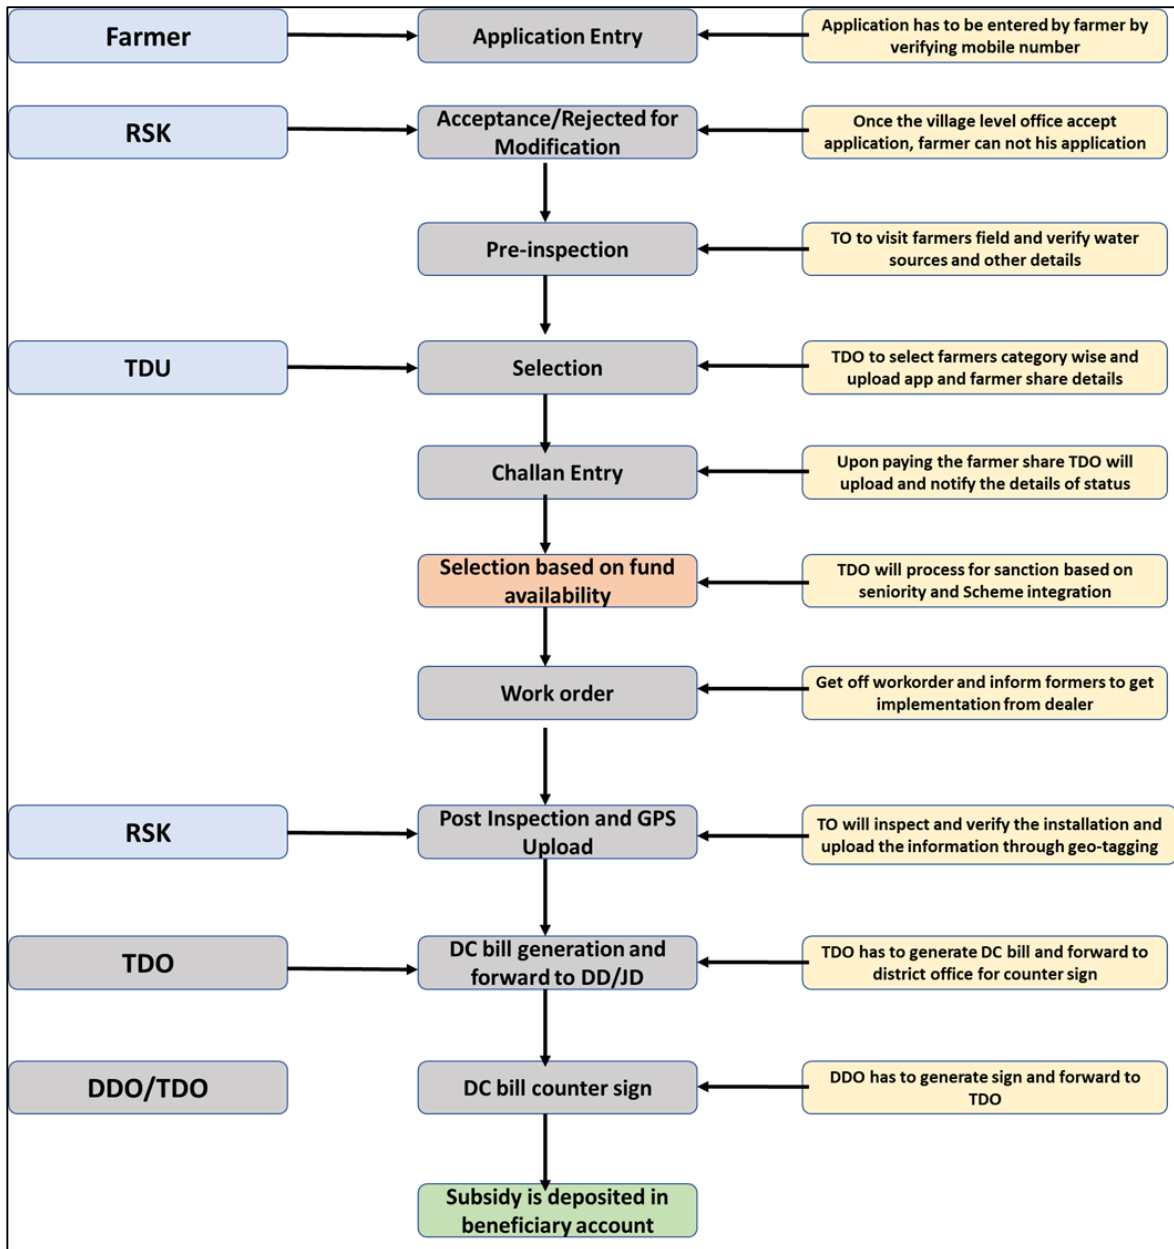 Farmer
Application Entry
Application has to be entered by farmer by
verifying mobile number
RSK
Acceptance/Rejected for
Modification
Once the village level office accept
application, farmer can not his application
Pre-inspection
TO to visit farmers field and verify water
sources and other details
TDU
Selection
TDO to select farmers category wise and
upload app and farmer share details
Challan Entry
Upon paying the farmer share TDO will
upload and notify the details of status
Selection based on fund
availability
TDO will process for sanction based on
seniority and Scheme integration
Work order
Get off workorder and inform formers to get
implementation from dealer
RSK
Post Inspection and GPS
Upload
TO will inspect and verify the installation and
upload the information through geo-tagging
TDO
DC bill generation and
forward to DD/JD
TDO has to generate DC bill and forward to
district office for counter sign
DDO/TDO
DC bill counter sign
DDO has to generate sign and forward to
TDO
Subsidy is deposited in
beneficiary account